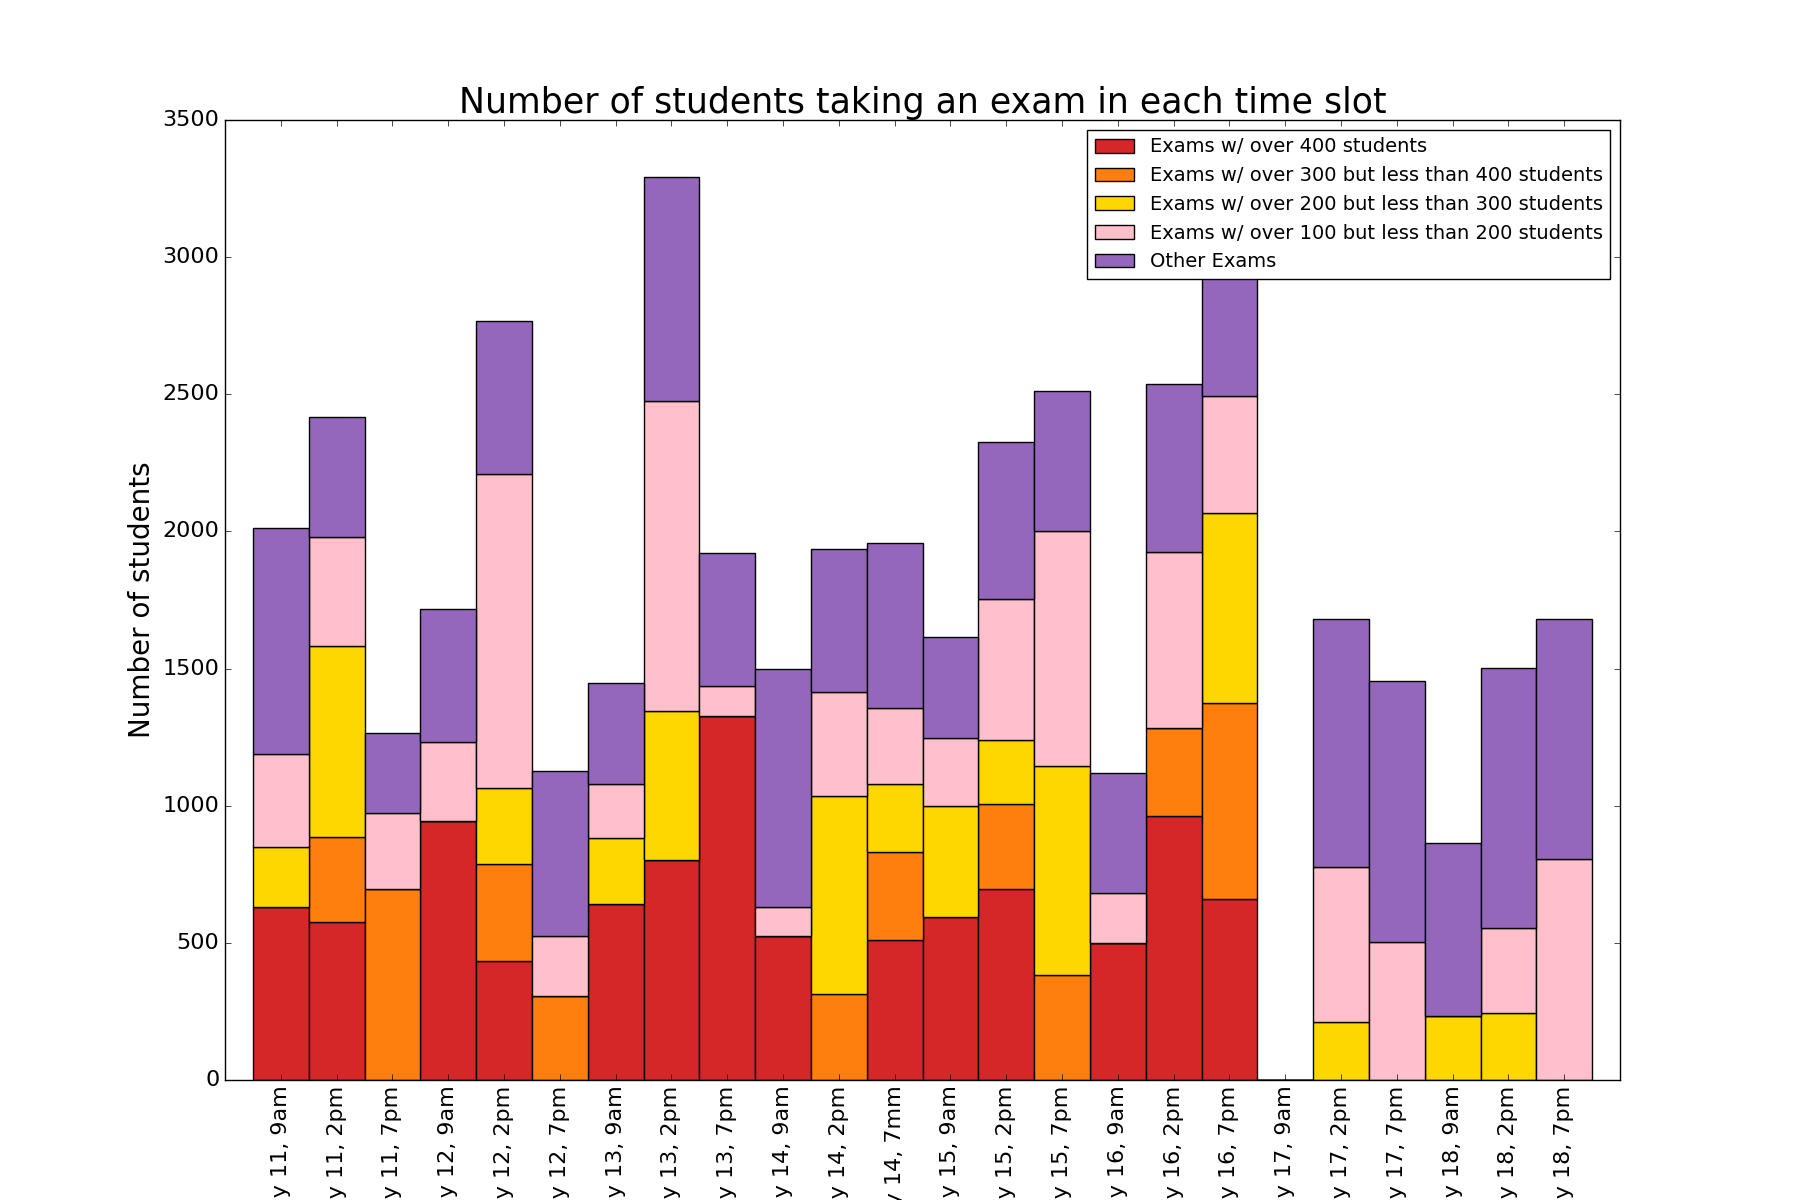 Number of students taking an exam in each time slot
Exams w/ over 400 students
Exams w/ over 300 but less than 400 students
Exams w/ over 200 but less than 300 students
Exams w/ over 100 but less than 200 students
Other Exams
Number of students
3500
3000
2500
2000
1500
1000
500
0
y 11, 9am
y 11, 2pm
y 11, 7pm
y 12, 9am
y 12, 2pm
y 12, 7pm
y 13, 9am
y 13, 2pm
y 13, 7pm
y 14, 9am
y 14, 2pm
y 14, 7mm
y 15, 9am
y 15, 2pm
y 15, 7pm
y 16, 9am
y 16, 2pm
y 16, 7pm
y 17, 9am
y 17, 2pm
y 17, 7pm
y 18, 9am
y 18, 2pm
y 18, 7pm